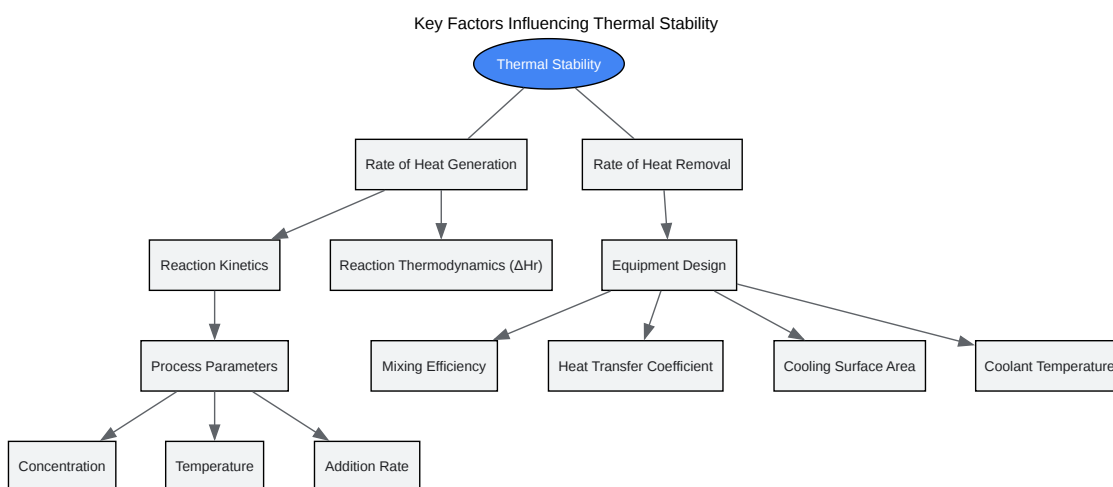 Key Factors Influencing Thermal Stability
Thermal Stability
Rate of Heat Generation
Rate of Heat Removal
Reaction Kinetics
Reaction Thermodynamics (ΔHr)
Equipment Design
Process Parameters
Mixing Efficiency
Heat Transfer Coefficient
Cooling Surface Area
Coolant Temperature
Concentration
Temperature
Addition Rate